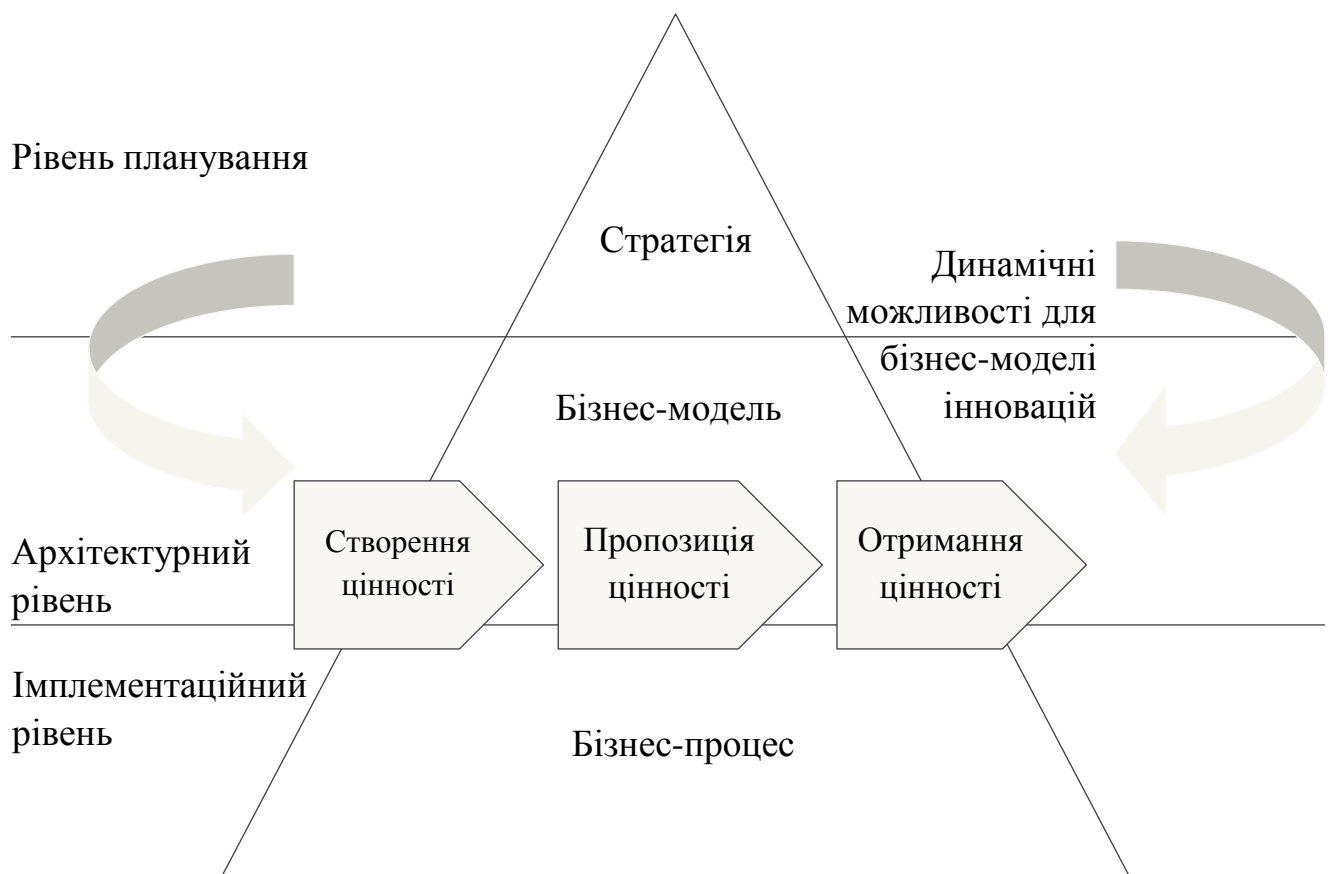 Рівень планування
Стратегія
Динамічні
можливості для
бізнес-моделі
інновацій
Бізнес-модель
Архітектурний
рівень
Створення
цінності
Пропозиція
цінності
Отримання
цінності
Імплементаційний
рівень
Бізнес-процес